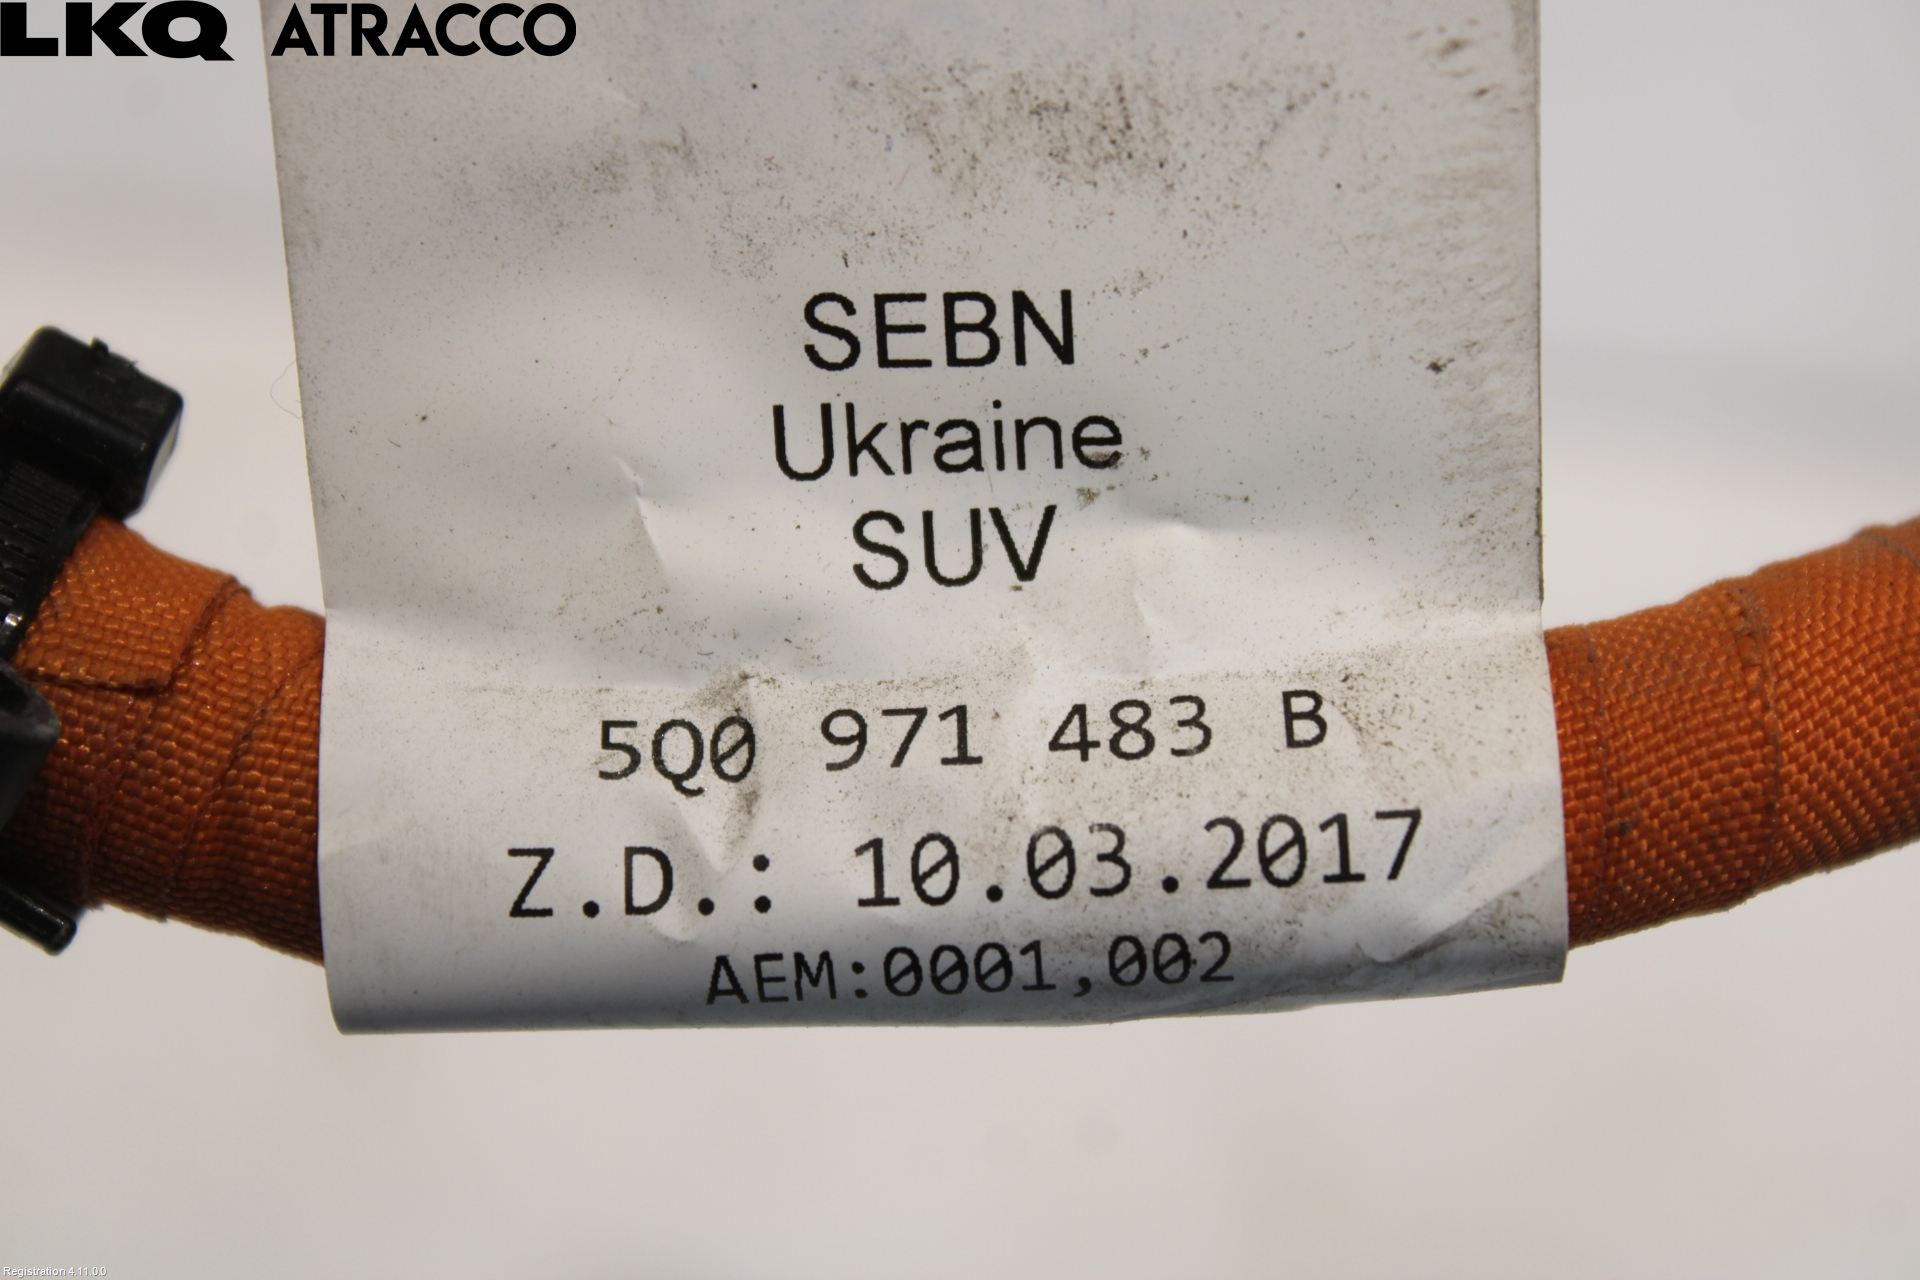 LKQ ATRACCO
SEBN
Ukraine
SUV
5Q0 971 483 B
Z.D.: 10.03.2017
AEM:0001,002
Registration 4.11.0.0